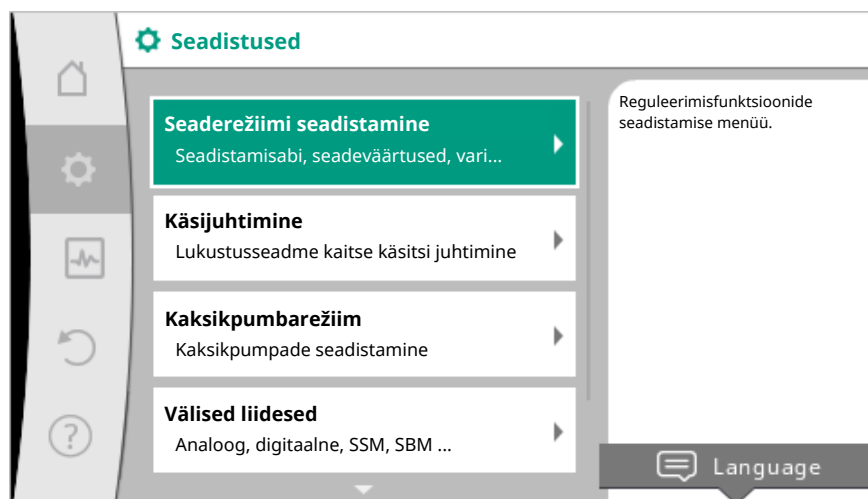 Seadistused
Seaderežiimi seadistamine
Seadistamisabi, seadeväärtused, vari...
Käsijuhtimine
Lukustusseadme kaitse käsitsi juhtimine
Kaksikpumbarežiim
Kaksikpumpade seadistamine
Välised liidesed
Analoog, digitaalne, SSM, SBM ...
Reguleerimisfunktsioonide
seadistamise menüü.
Language